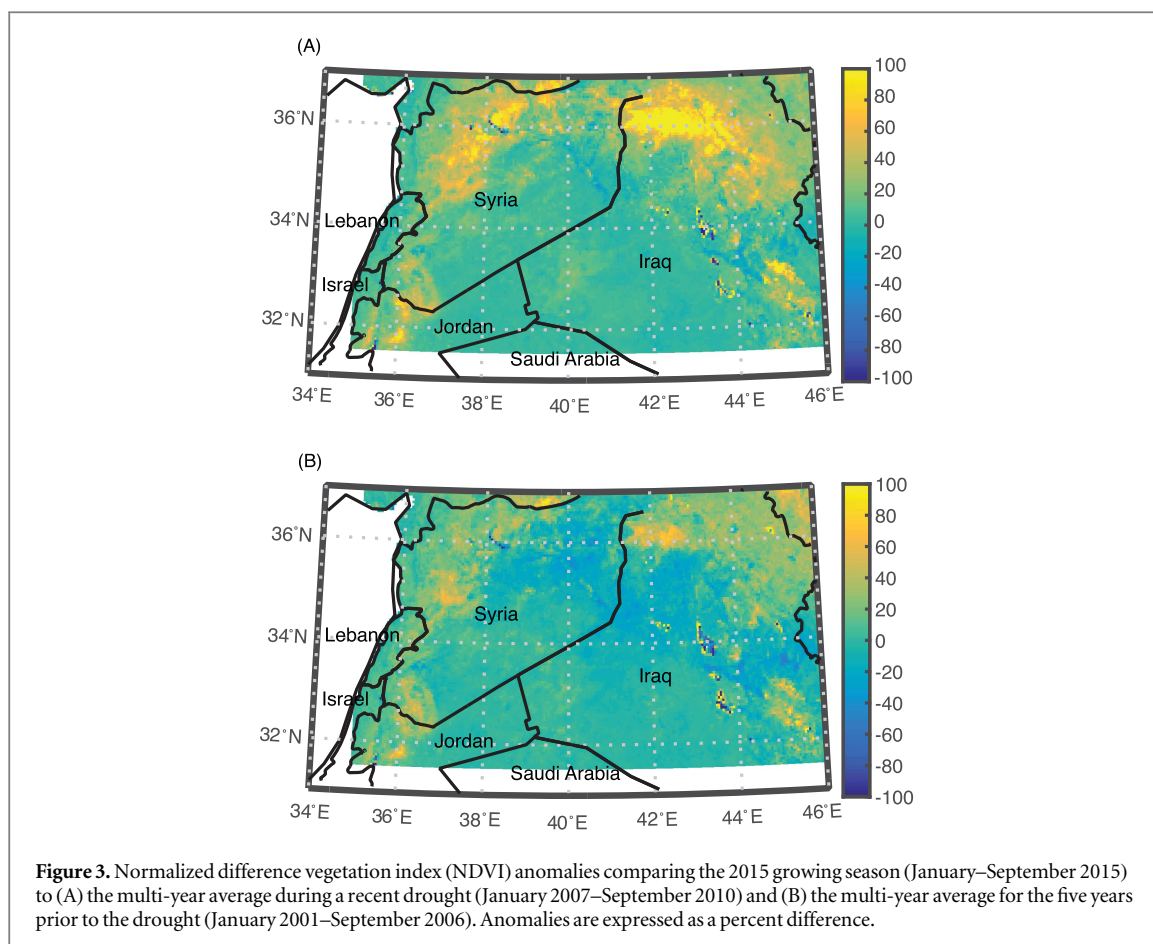 (A)
36°N
34°N
32°N
Syria
Lebanon
Iraq
Israel
Jordan
Saudi Arabia
34°E
36°E
38°E
40°E
42°E
44°E
46°E
100
80
60
40
20
0
-20
-40
-60
-80
-100
(B)
36°N
34°N
32°N
Syria
Lebanon
Iraq
Israel
Jordan
Saudi Arabia
34°E
36°E
38°E
40°E
42°E
44°E
46°E
100
80
60
40
20
0
-20
-40
-60
-80
-100
Figure 3. Normalized difference vegetation index (NDVI) anomalies comparing the 2015 growing season (January–September 2015)
to (A) the multi-year average during a recent drought (January 2007–September 2010) and (B) the multi-year average for the five years
prior to the drought (January 2001–September 2006). Anomalies are expressed as a percent difference.